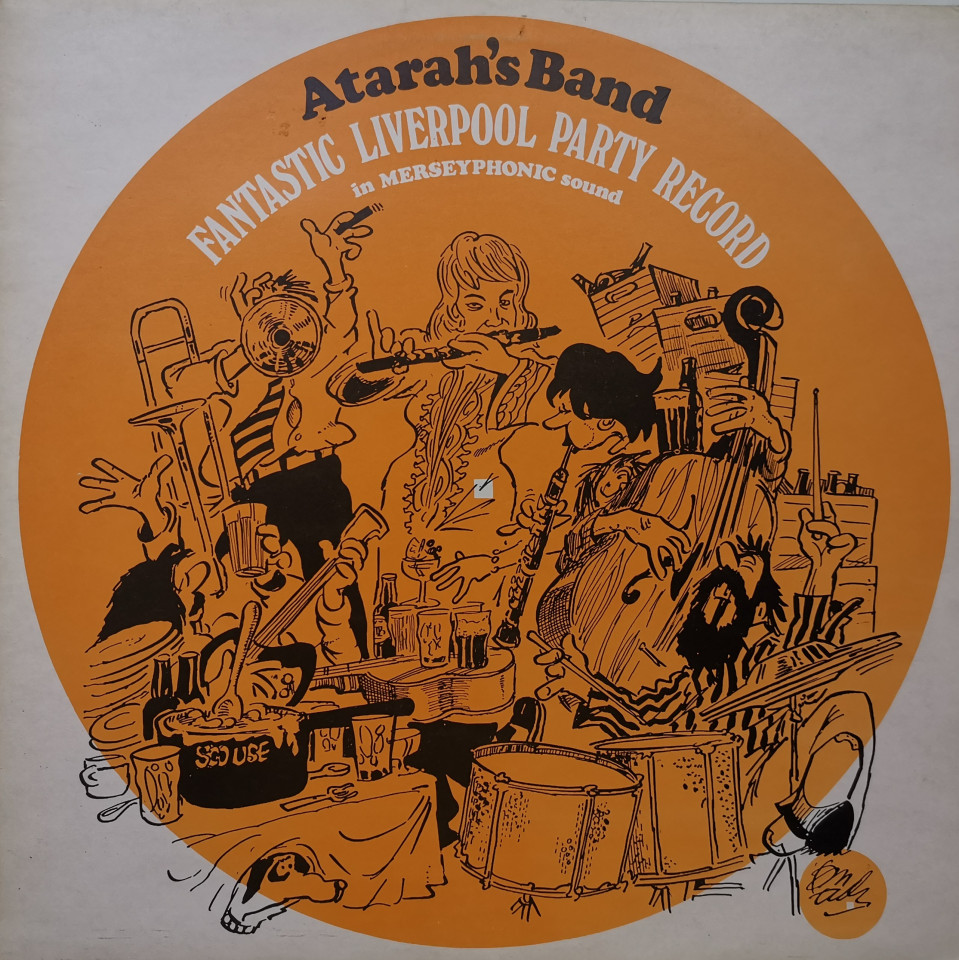 Atarah's Band
FANTASTIC LIVERPOOL PARTY RECORD
in MERSEYPHONIC sound
SCOUSE